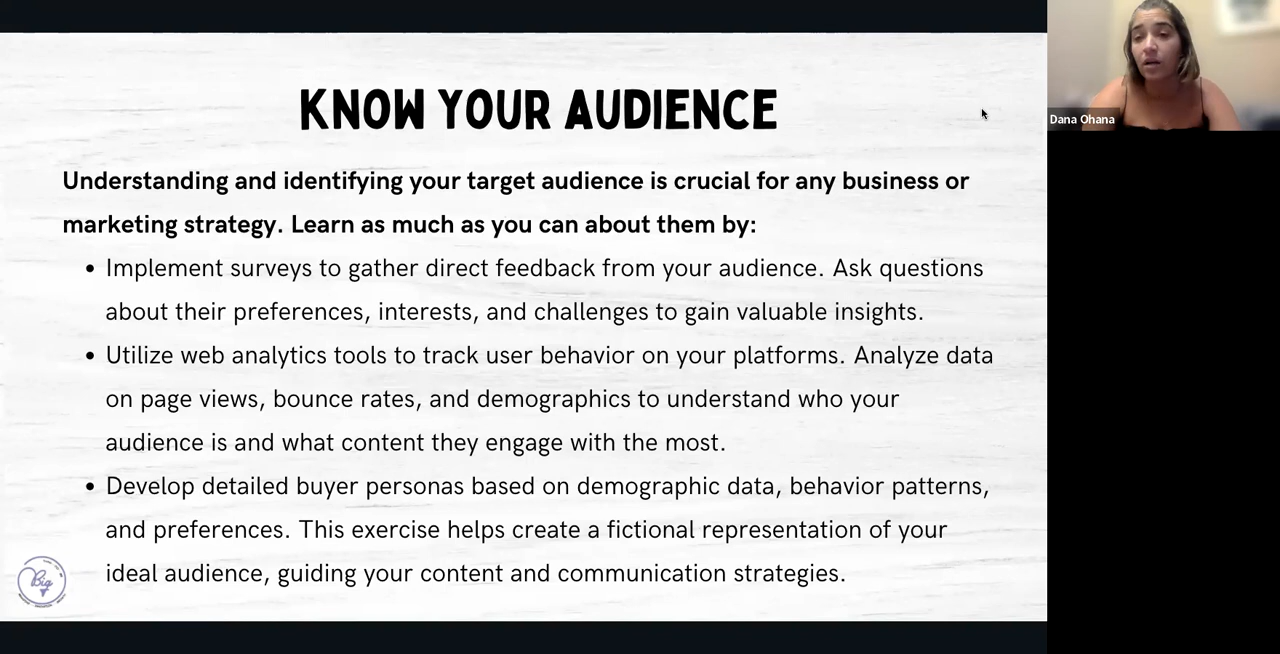 KNOW YOUR AUDIENCE
Understanding and identifying your target audience is crucial for any business or
marketing strategy. Learn as much as you can about them by:
• Implement surveys to gather direct feedback from your audience. Ask questions
about their preferences, interests, and challenges to gain valuable insights.
• Utilize web analytics tools to track user behavior on your platforms. Analyze data
on page views, bounce rates, and demographics to understand who your
audience is and what content they engage with the most.
• Develop detailed buyer personas based on demographic data, behavior patterns,
and preferences. This exercise helps create a fictional representation of your
ideal audience, guiding your content and communication strategies.
Big
Dana Ohana